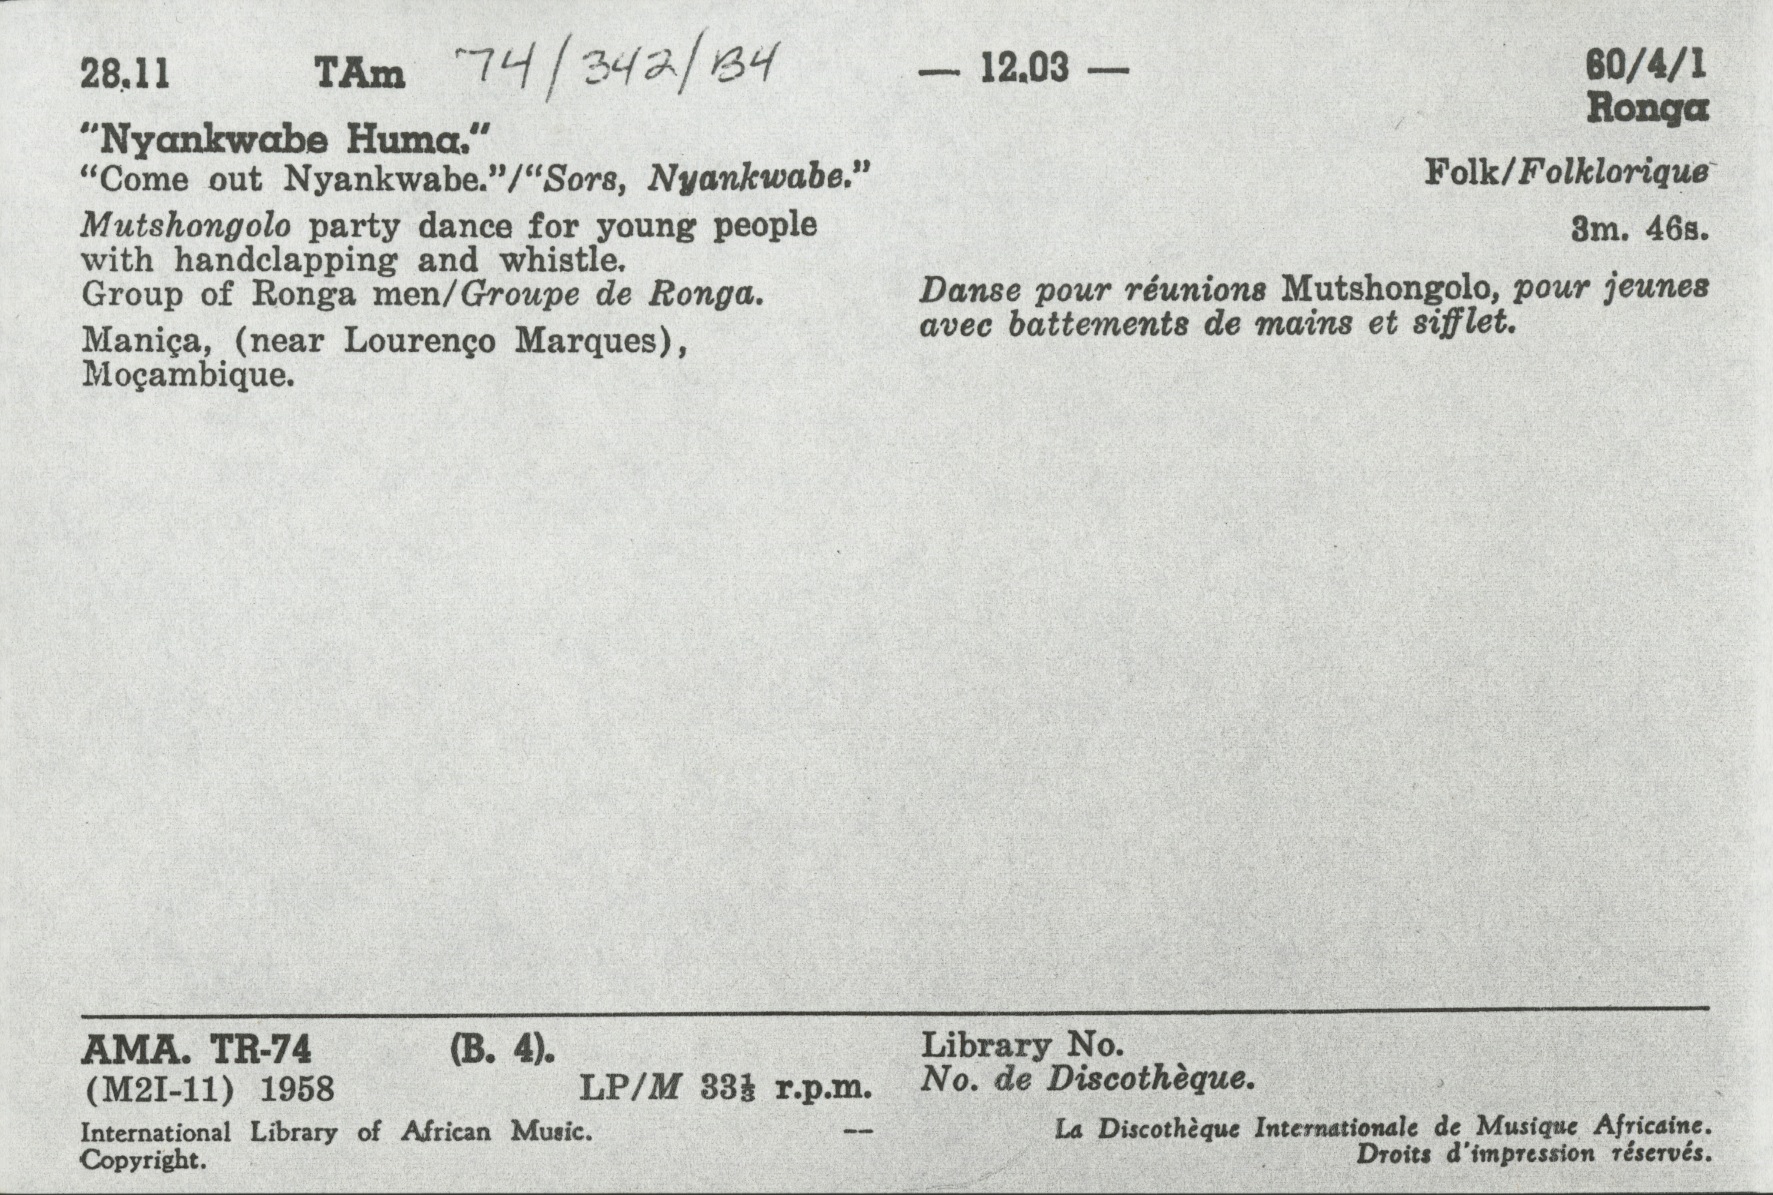 28.11 TAm 74/342/B4 — 12.03 — 60/4/1
Ronga
"Nyankwabe Huma."
"Come out Nyankwabe."/"Sors, Nyankwabe."
Folk/Folklorique
Mutshongolo party dance for young people
with handclapping and whistle.
Group of Ronga men/Groupe de Ronga.
Maniça, (near Lourenço Marques),
Moçambique.
3m. 46s.
Danse pour réunions Mutshongolo, pour jeunes
avec battements de mains et sifflet.
AMA. TR-74 (B. 4).
(M2I-11) 1958 LP/M 33⅓ r.p.m.
Library No.
No. de Discothèque.
International Library of African Music. —
Copyright.
La Discothèque Internationale de Musique Africaine.
Droits d'impression réservés.